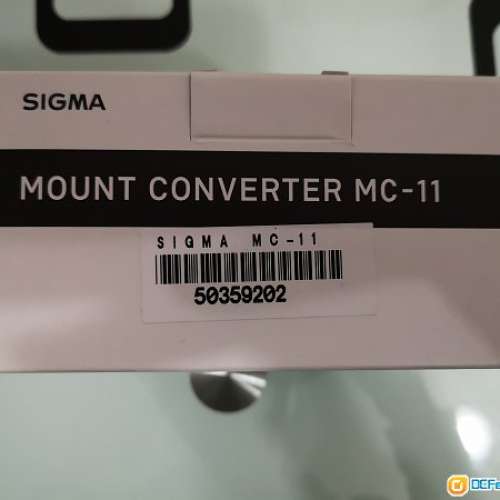 SIGMA
MOUNT CONVERTER MC-11
SIGMA MC-11
50359202